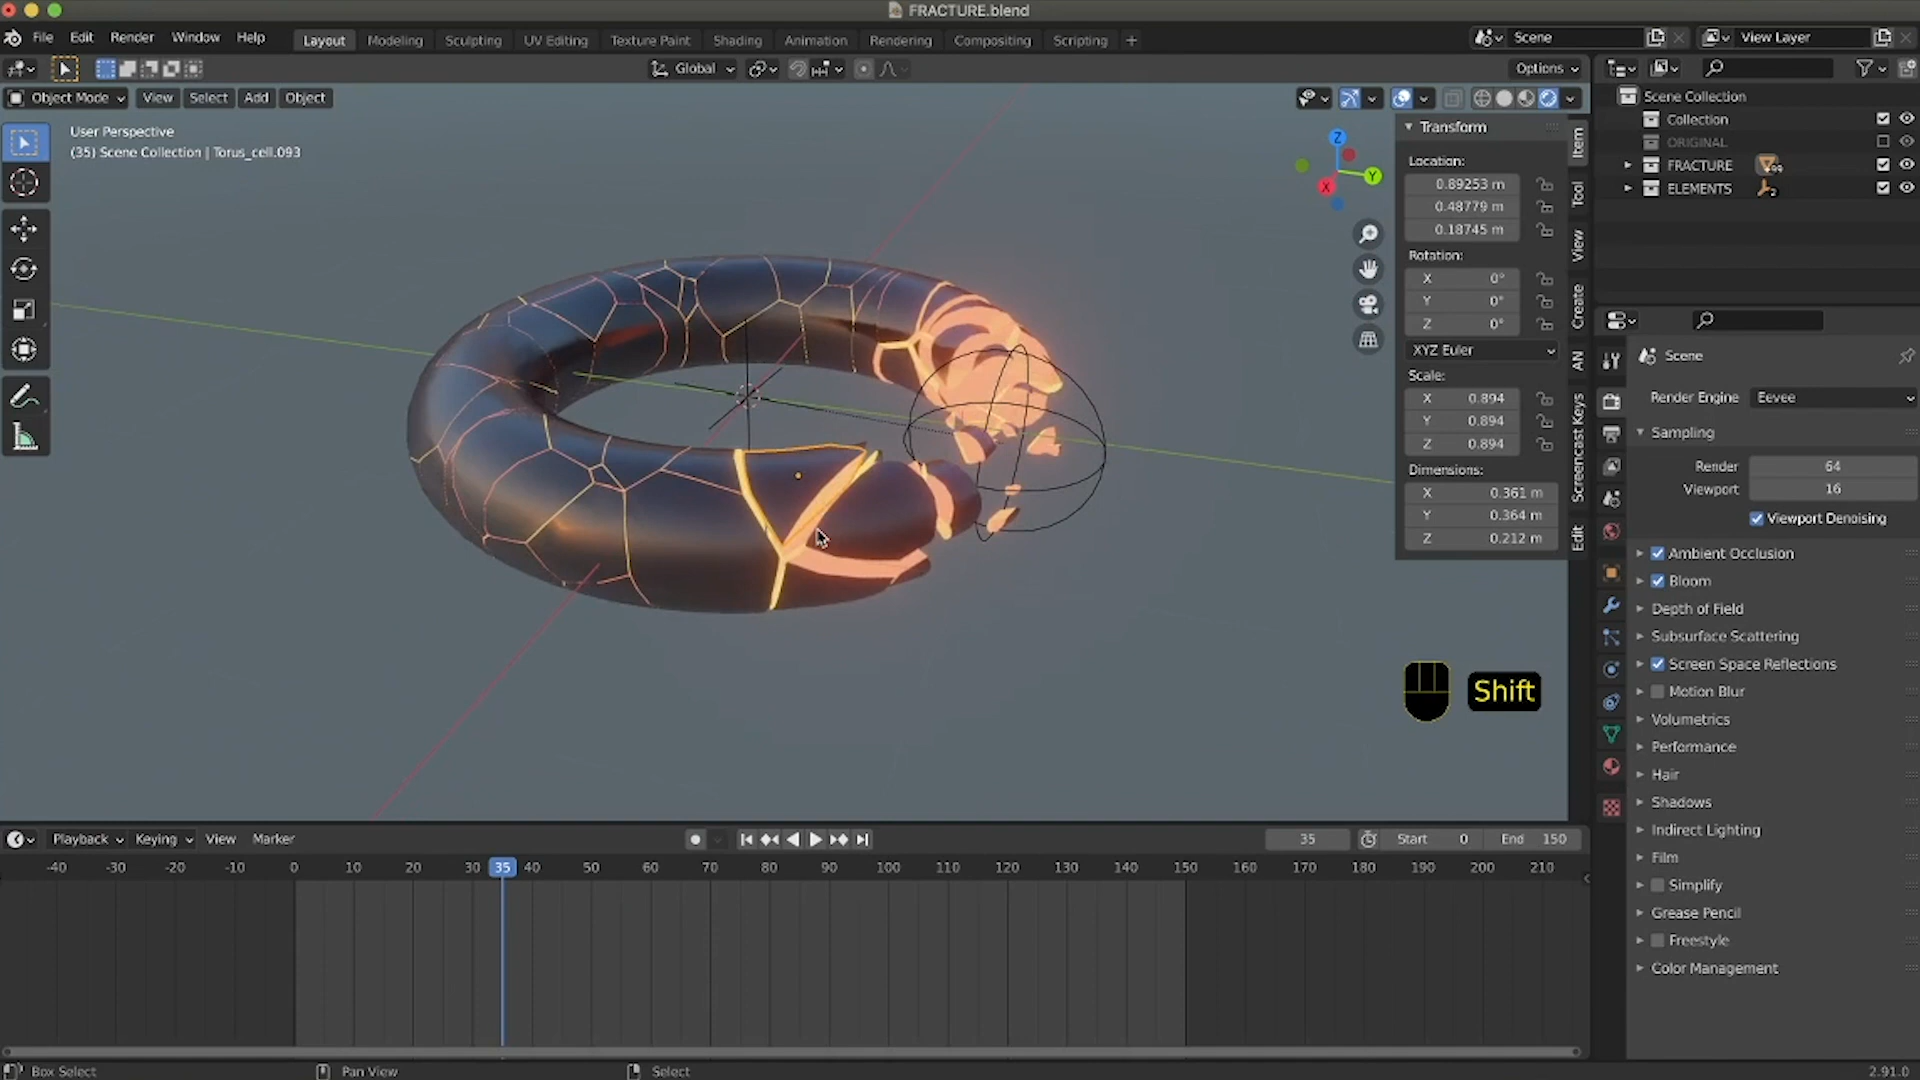 FRACTURE.blend
File Edit Render Window Help Layout Modeling Sculpting UV Editing Texture Paint Shading Animation Rendering Compositing Scripting + Scene View Layer
Global Options
Object Mode View Select Add Object
User Perspective
(35) Scene Collection | Torus_cell.093
Z
Y
X
Transform
Location:
0.89253 m
0.48779 m
0.18745 m
Rotation:
X 0°
Y 0°
Z 0°
XYZ Euler
Scale:
X 0.894
Y 0.894
Z 0.894
Dimensions:
X 0.361 m
Y 0.364 m
Z 0.212 m
Item
Tool
View
Create
AN
Screencast Keys
Edit
Scene Collection
Collection
ORIGINAL
FRACTURE 99
ELEMENTS 2
Scene
Render Engine Eevee
Sampling
Render 64
Viewport 16
Viewport Denoising
Ambient Occlusion
Bloom
Depth of Field
Subsurface Scattering
Screen Space Reflections
Motion Blur
Volumetrics
Performance
Hair
Shadows
Indirect Lighting
Film
Simplify
Grease Pencil
Freestyle
Color Management
Shift
Playback Keying View Marker 35 Start 0 End 150
-40 -30 -20 -10 0 10 20 30 35 40 50 60 70 80 90 100 110 120 130 140 150 160 170 180 190 200 210
Box Select Pan View Select 2.91.0